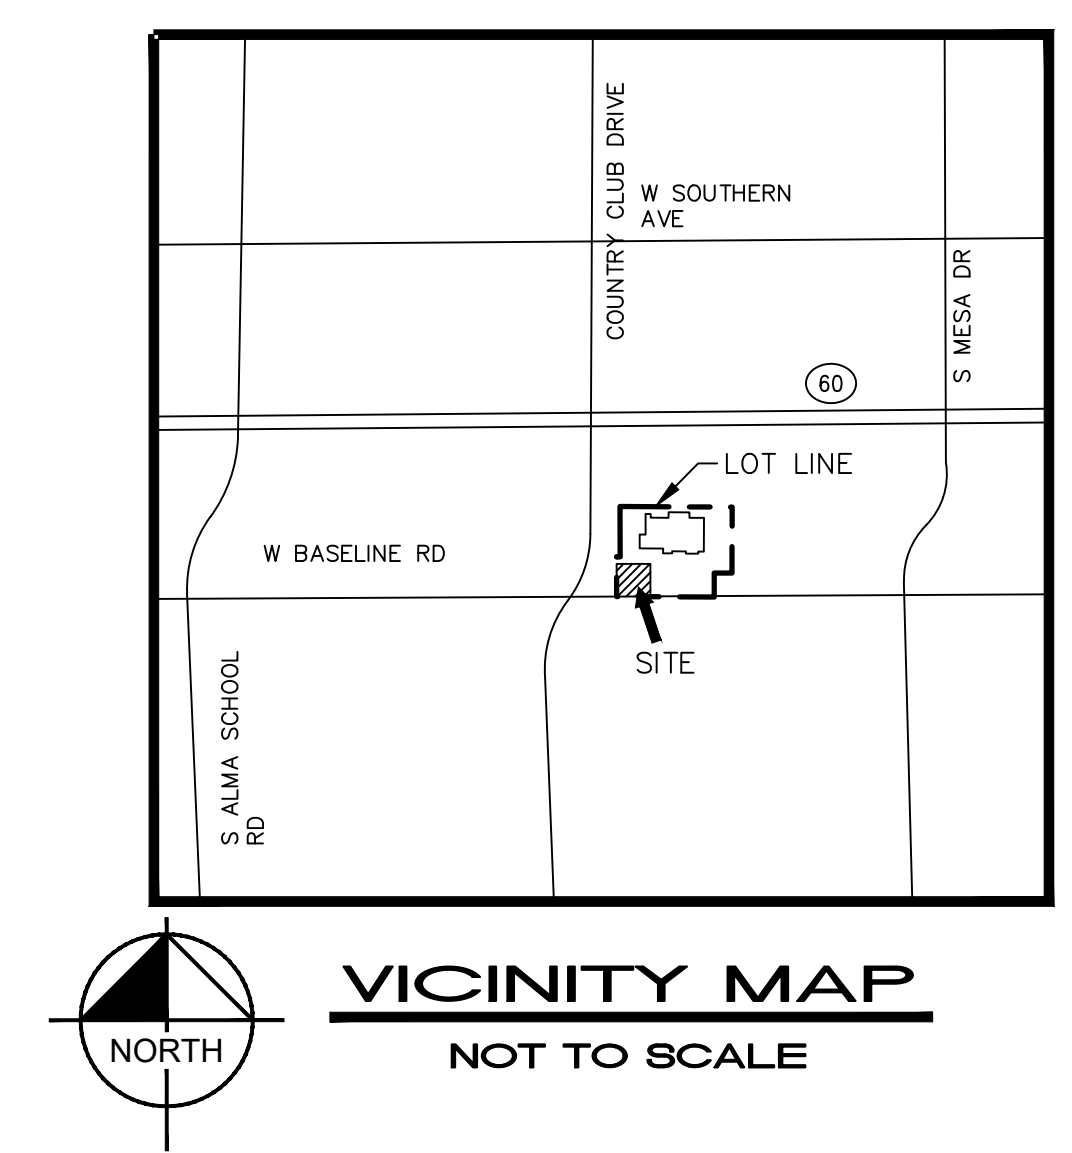 COUNTRY CLUB DRIVE
W SOUTHERN
AVE
S MESA DR
60
LOT LINE
W BASELINE RD
SITE
S ALMA SCHOOL
RD
VICINITY MAP
NOT TO SCALE
NORTH